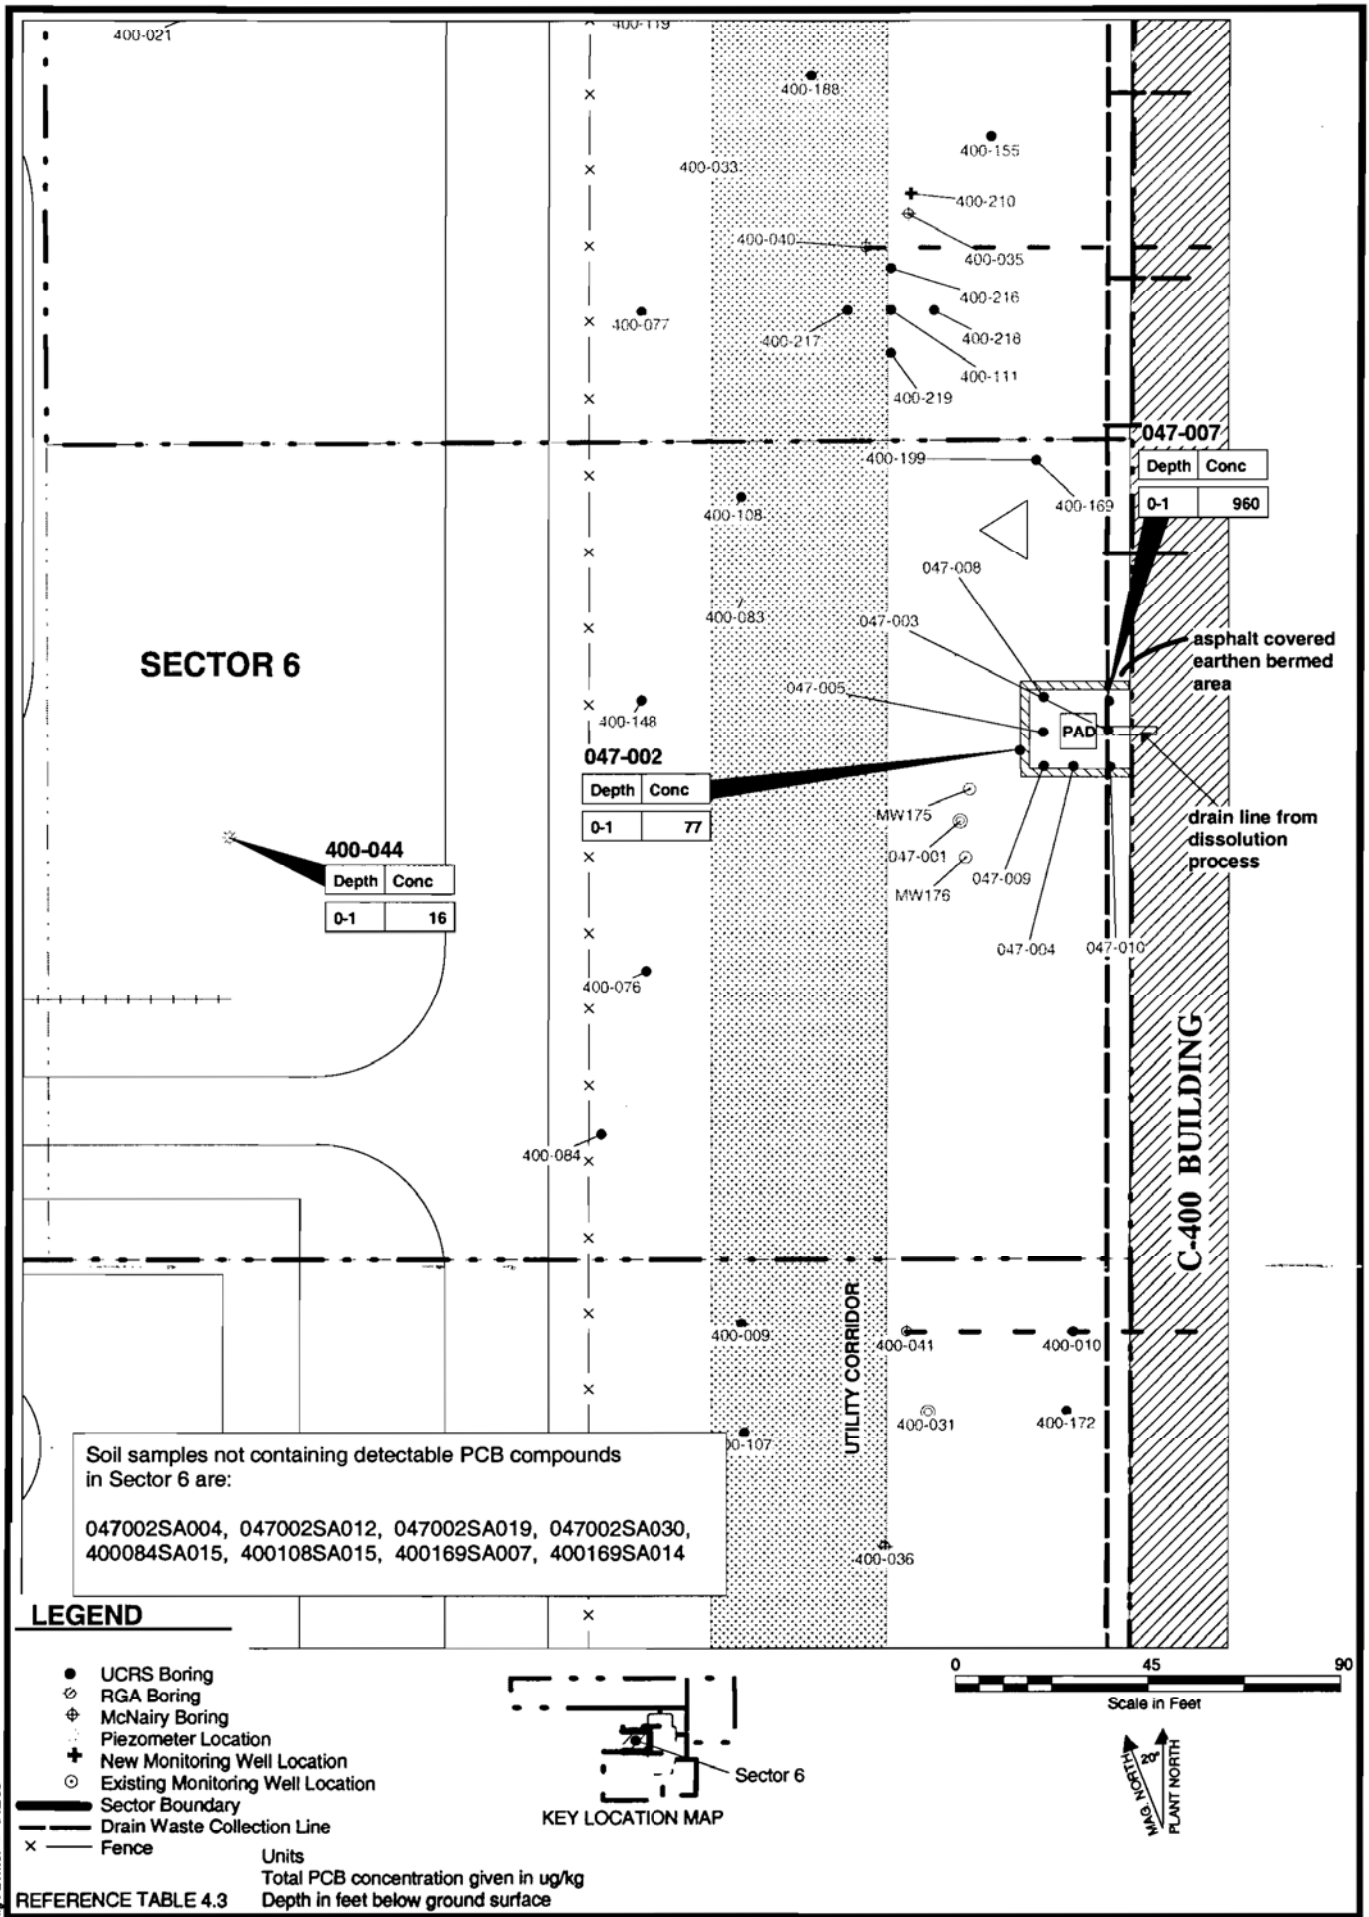 400-021
400-119
400-188
400-155
400-033
400-210
400-040
400-035
400-216
400-077
400-217
400-218
400-111
400-219
047-007
Depth Conc
0-1 960
400-199
400-169
400-108
047-008
400-083
047-003
asphalt covered
earthen bermed
area
SECTOR 6
047-005
400-148
PAD
047-002
Depth Conc
0-1 77
MW175
drain line from
dissolution
process
400-044
Depth Conc
0-1 16
047-001
047-009
MW176
047-004
047-010
400-076
C-400 BUILDING
400-084
UTILITY CORRIDOR
400-009
400-041
400-010
400-031
400-172
00-107
Soil samples not containing detectable PCB compounds
in Sector 6 are:
047002SA004, 047002SA012, 047002SA019, 047002SA030,
400084SA015, 400108SA015, 400169SA007, 400169SA014
400-036
LEGEND
UCRS Boring
RGA Boring
McNairy Boring
Piezometer Location
New Monitoring Well Location
Existing Monitoring Well Location
Sector Boundary
Drain Waste Collection Line
Fence
Sector 6
KEY LOCATION MAP
0 45 90
Scale in Feet
MAG. NORTH
20°
PLANT NORTH
Units
Total PCB concentration given in ug/kg
Depth in feet below ground surface
REFERENCE TABLE 4.3